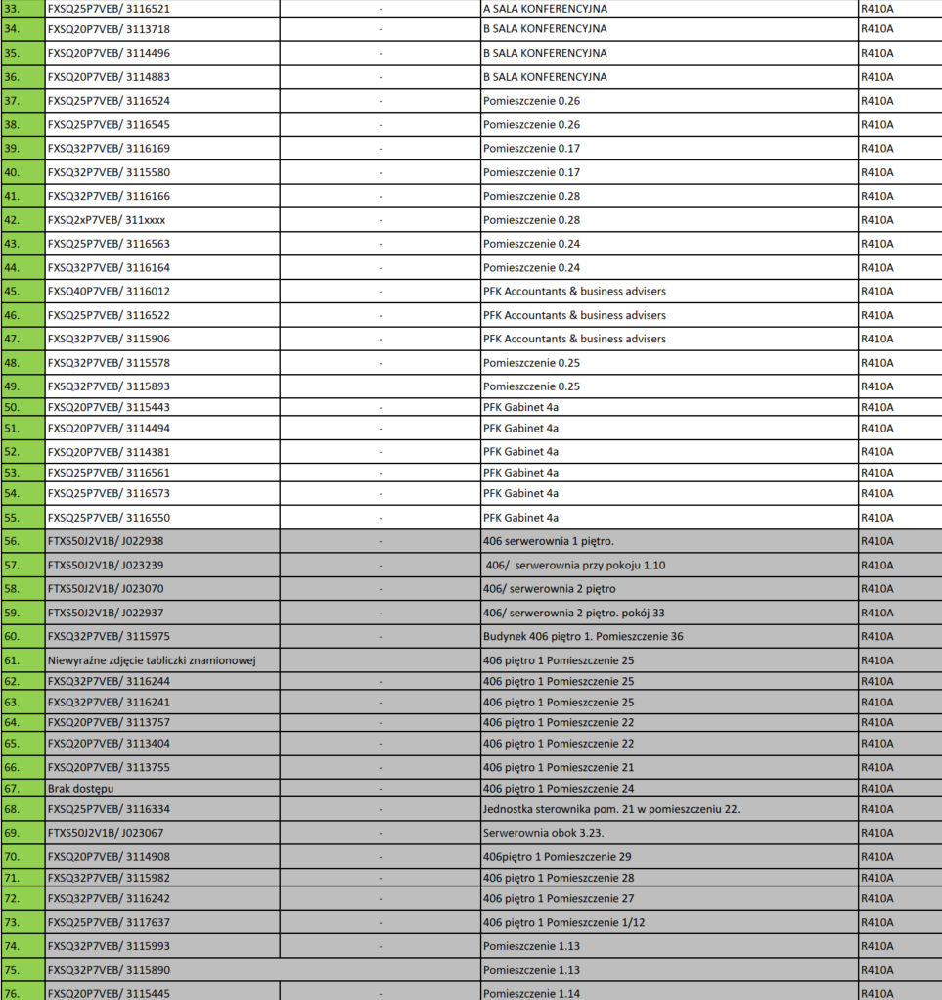 33. FXSQ25P7VEB/ 3116521 - A SALA KONFERENCYJNA R410A
34. FXSQ20P7VEB/ 3113718 - B SALA KONFERENCYJNA R410A
35. FXSQ20P7VEB/ 3114496 - B SALA KONFERENCYJNA R410A
36. FXSQ20P7VEB/ 3114883 - B SALA KONFERENCYJNA R410A
37. FXSQ25P7VEB/ 3116524 - Pomieszczenie 0.26 R410A
38. FXSQ25P7VEB/ 3116545 - Pomieszczenie 0.26 R410A
39. FXSQ32P7VEB/ 3116169 - Pomieszczenie 0.17 R410A
40. FXSQ25P7VEB/ 3115580 - Pomieszczenie 0.17 R410A
41. FXSQ32P7VEB/ 3116166 - Pomieszczenie 0.28 R410A
42. FXSQ2xP7VEB/ 311xxxx - Pomieszczenie 0.28 R410A
43. FXSQ25P7VEB/ 3116563 - Pomieszczenie 0.24 R410A
44. FXSQ32P7VEB/ 3116164 - Pomieszczenie 0.24 R410A
45. FXSQ40P7VEB/ 3116012 - PFK Accountants & business advisers R410A
46. FXSQ25P7VEB/ 3116522 - PFK Accountants & business advisers R410A
47. FXSQ32P7VEB/ 3115906 - PFK Accountants & business advisers R410A
48. FXSQ32P7VEB/ 3115578 - Pomieszczenie 0.25 R410A
49. FXSQ32P7VEB/ 3115893 - Pomieszczenie 0.25 R410A
50. FXSQ20P7VEB/ 3115443 - PFK Gabinet 4a R410A
51. FXSQ20P7VEB/ 3114494 - PFK Gabinet 4a R410A
52. FXSQ20P7VEB/ 3114381 - PFK Gabinet 4a R410A
53. FXSQ25P7VEB/ 3116561 - PFK Gabinet 4a R410A
54. FXSQ25P7VEB/ 3116573 - PFK Gabinet 4a R410A
55. FXSQ25P7VEB/ 3116550 - PFK Gabinet 4a R410A
56. FTXS50J2V1B/ J022938 - 406 serwerownia 1 piętro. R410A
57. FTXS50J2V1B/ J023239 - 406/ serwerownia przy pokoju 1.10 R410A
58. FTXS50J2V1B/ J023070 - 406/ serwerownia 2 piętro R410A
59. FTXS50J2V1B/ J022937 - 406/ serwerownia 2 piętro. pokój 33 R410A
60. FXSQ32P7VEB/ 3115975 - Budynek 406 piętro 1. Pomieszczenie 36 R410A
61. Niewyraźne zdjęcie tabliczki znamionowej 406 piętro 1 Pomieszczenie 25 R410A
62. FXSQ32P7VEB/ 3116244 - 406 piętro 1 Pomieszczenie 25 R410A
63. FXSQ32P7VEB/ 3116241 - 406 piętro 1 Pomieszczenie 25 R410A
64. FXSQ20P7VEB/ 3113757 - 406 piętro 1 Pomieszczenie 22 R410A
65. FXSQ20P7VEB/ 3113404 - 406 piętro 1 Pomieszczenie 22 R410A
66. FXSQ20P7VEB/ 3113755 - 406 piętro 1 Pomieszczenie 21 R410A
67. Brak dostępu - 406 piętro 1 Pomieszczenie 24 R410A
68. FXSQ25P7VEB/ 3116334 - Jednostka sterownika pom. 21 w pomieszczeniu 22. R410A
69. FTXS50J2V1B/ J023067 - Serwerownia obok 3.23. R410A
70. FXSQ20P7VEB/ 3114908 - 406piętro 1 Pomieszczenie 29 R410A
71. FXSQ32P7VEB/ 3115982 - 406 piętro 1 Pomieszczenie 28 R410A
72. FXSQ32P7VEB/ 3116242 - 406 piętro 1 Pomieszczenie 27 R410A
73. FXSQ25P7VEB/ 3117637 - 406 piętro 1 Pomieszczenie 1/12 R410A
74. FXSQ32P7VEB/ 3115993 - Pomieszczenie 1.13 R410A
75. FXSQ32P7VEB/ 3115890 Pomieszczenie 1.13 R410A
76. FXSQ20P7VEB/ 3115445 - Pomieszczenie 1.14 R410A